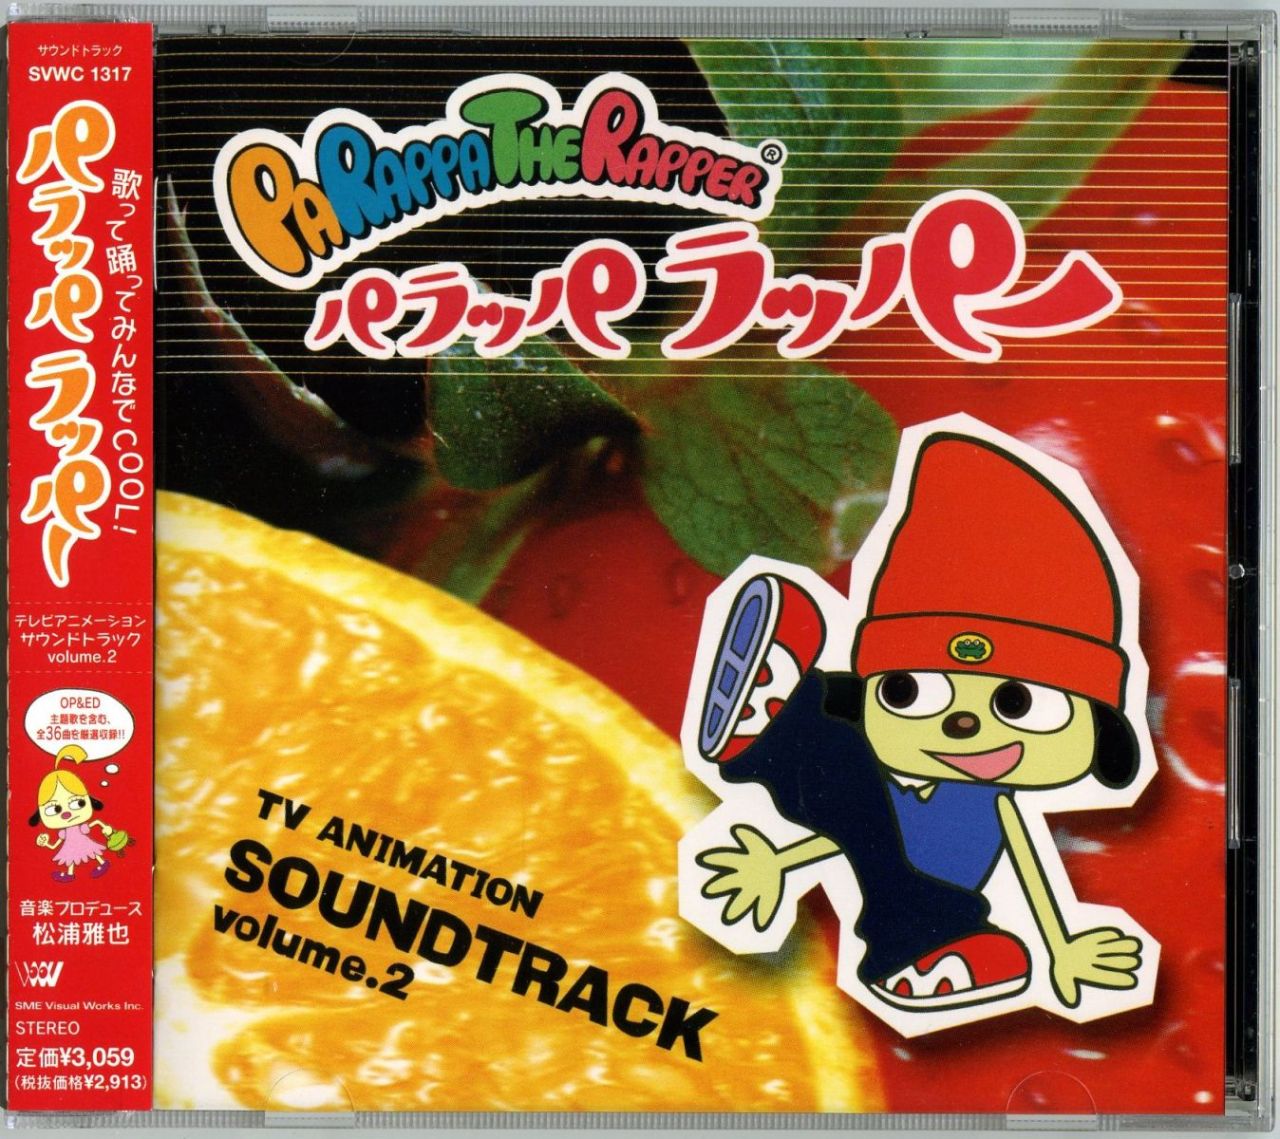 サウンドトラック
SVWC 1317
パラッパ ラッパー
歌って踊ってみんなでCOOL!
テレビアニメーション
サウンドトラック
volume.2
OP&ED
主題歌を含む、
全36曲を厳選収録!!
音楽プロデュース
松浦雅也
SME Visual Works Inc.
STEREO
定価¥3,059
(税抜価格¥2,913)
PARAPPA THE RAPPER®
パラッパ ラッパー
TV ANIMATION
SOUNDTRACK
volume.2